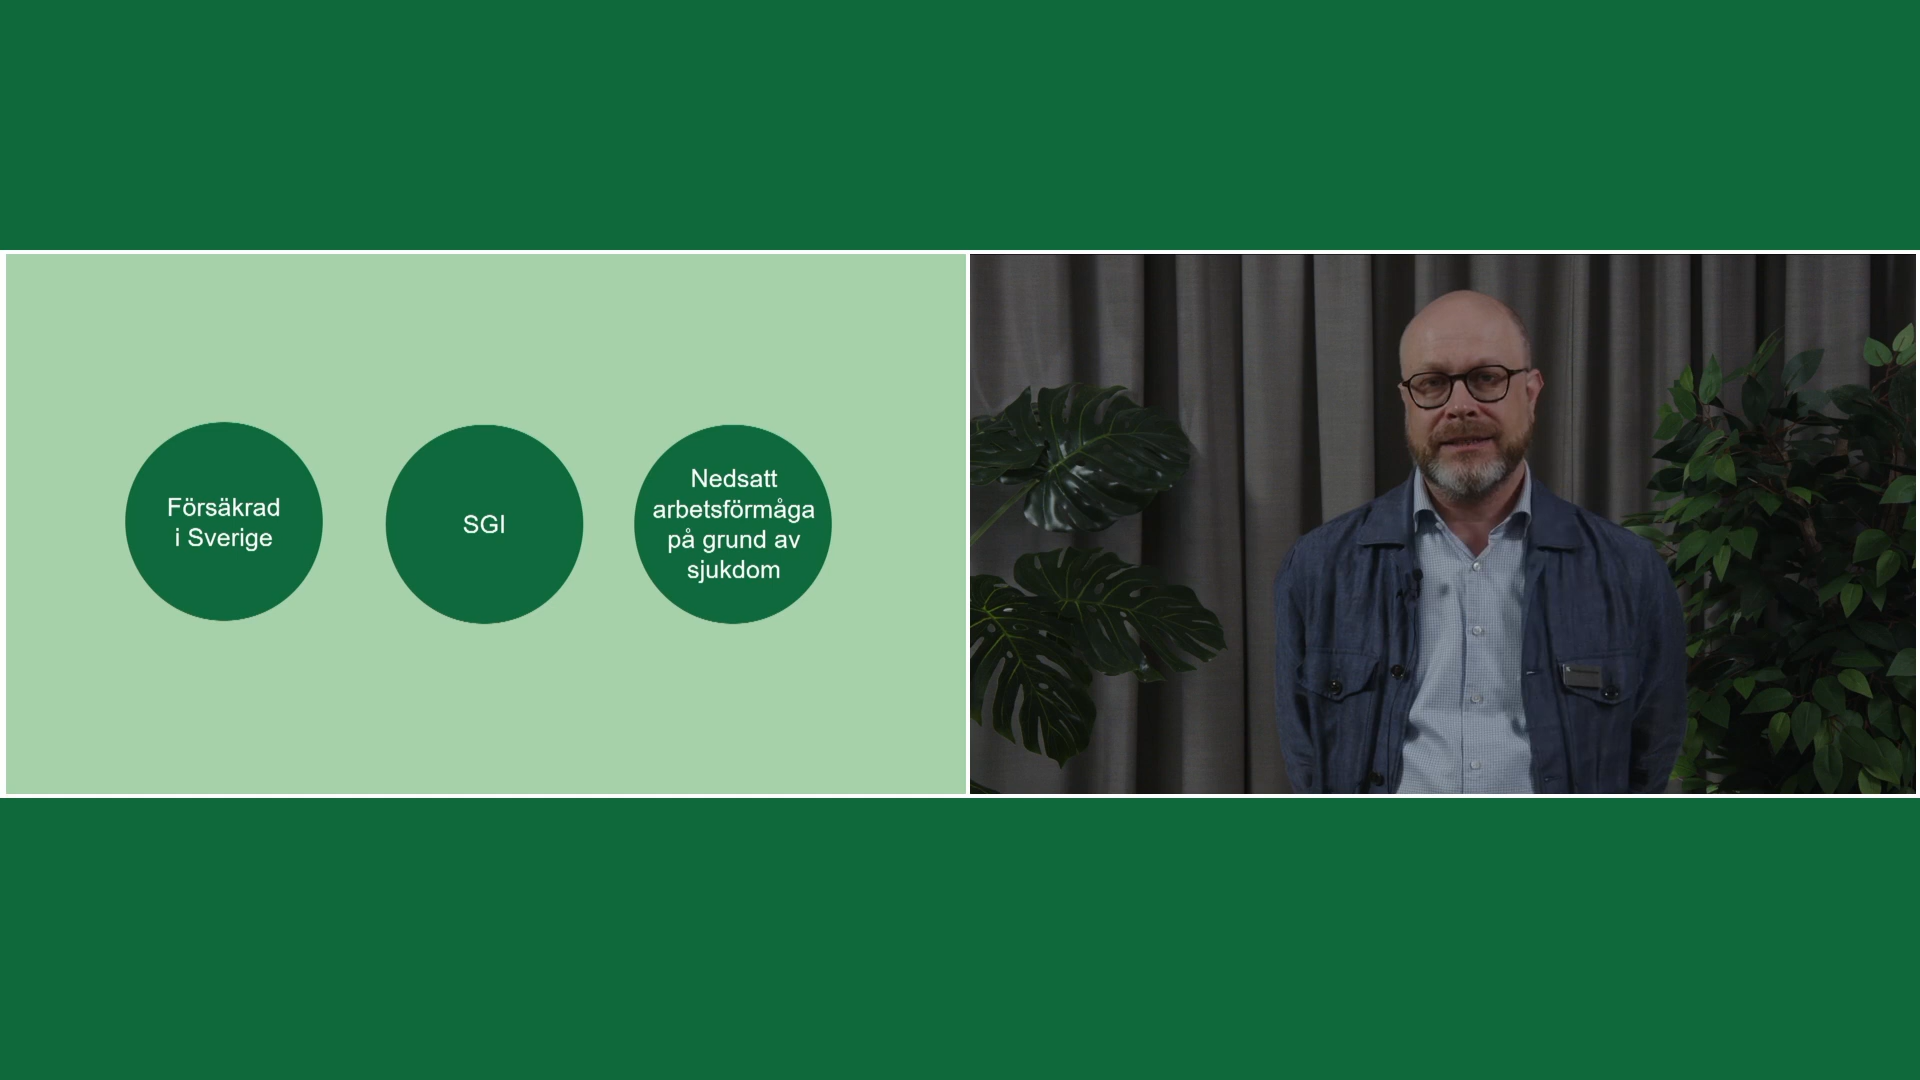 Försäkrad
i Sverige
SGI
Nedsatt
arbetsförmåga
på grund av
sjukdom